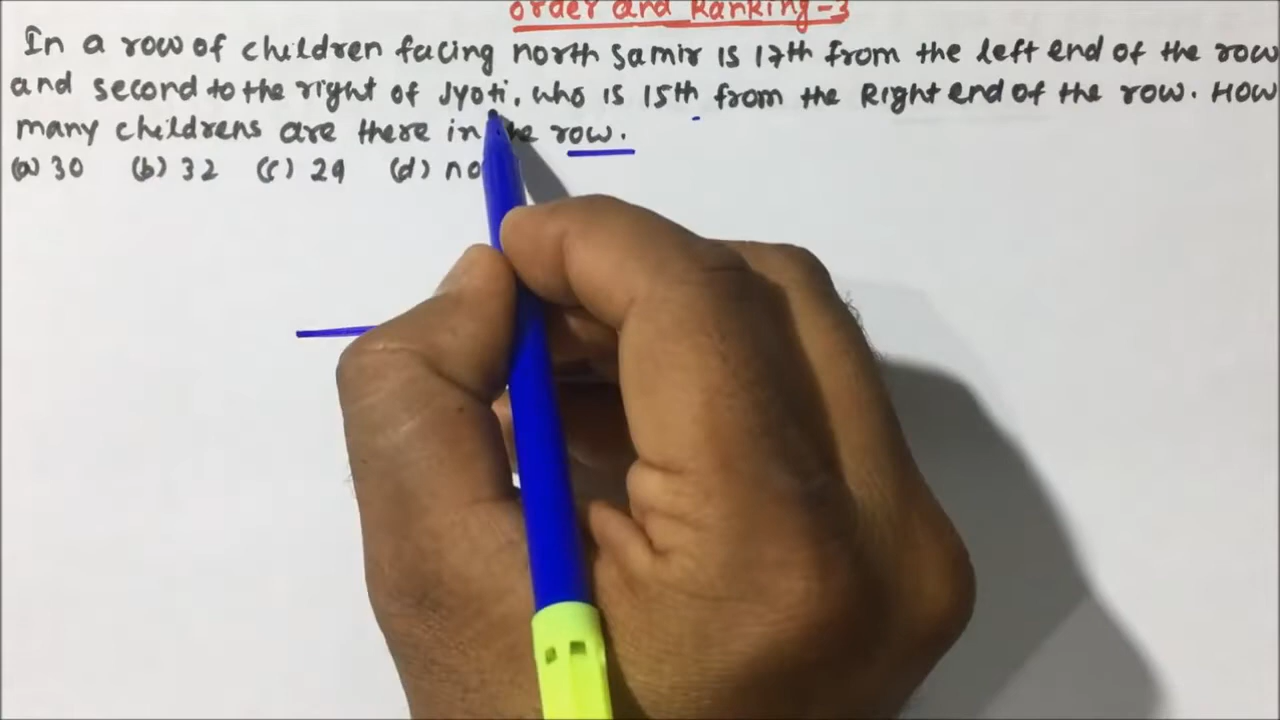 Order and Ranking-3
In a row of children facing north Samir is 17th from the left end of the row
and second to the right of Jyoti, who is 15th from the Right end of the row. How
many childrens are there in row.
(a) 30 (b) 32 (c) 29 (d)